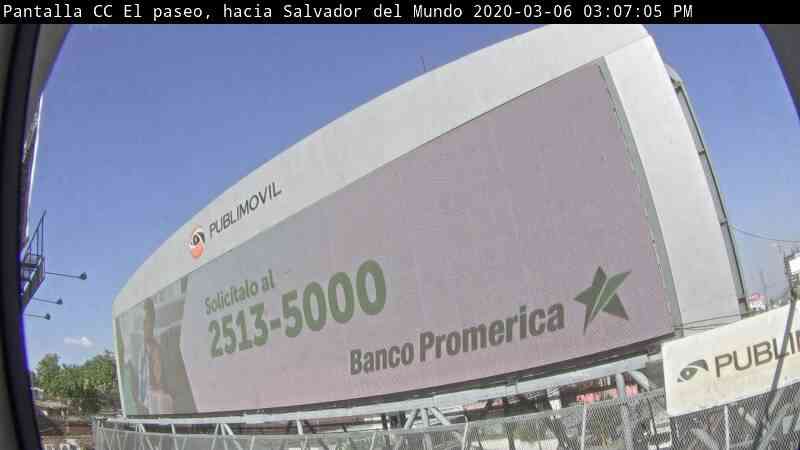 Pantalla CC El paseo, hacia Salvador del Mundo 2020-03-06 03:07:05 PM
PUBLIMOVIL
Solicítalo al
2513-5000
Banco Promerica
PUBLI